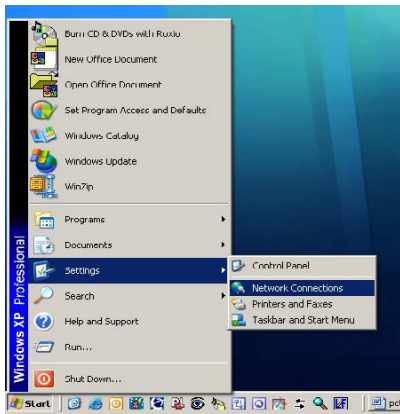 Burn CD & DVDs with Roxio
New Office Document
Open Office Document
Set Program Access and Defaults
Windows Catalog
Windows Update
WinZip
Programs
Documents
Settings
Search
Help and Support
Run...
Shut Down...
Windows XP Professional
Control Panel
Network Connections
Printers and Faxes
Taskbar and Start Menu
Start